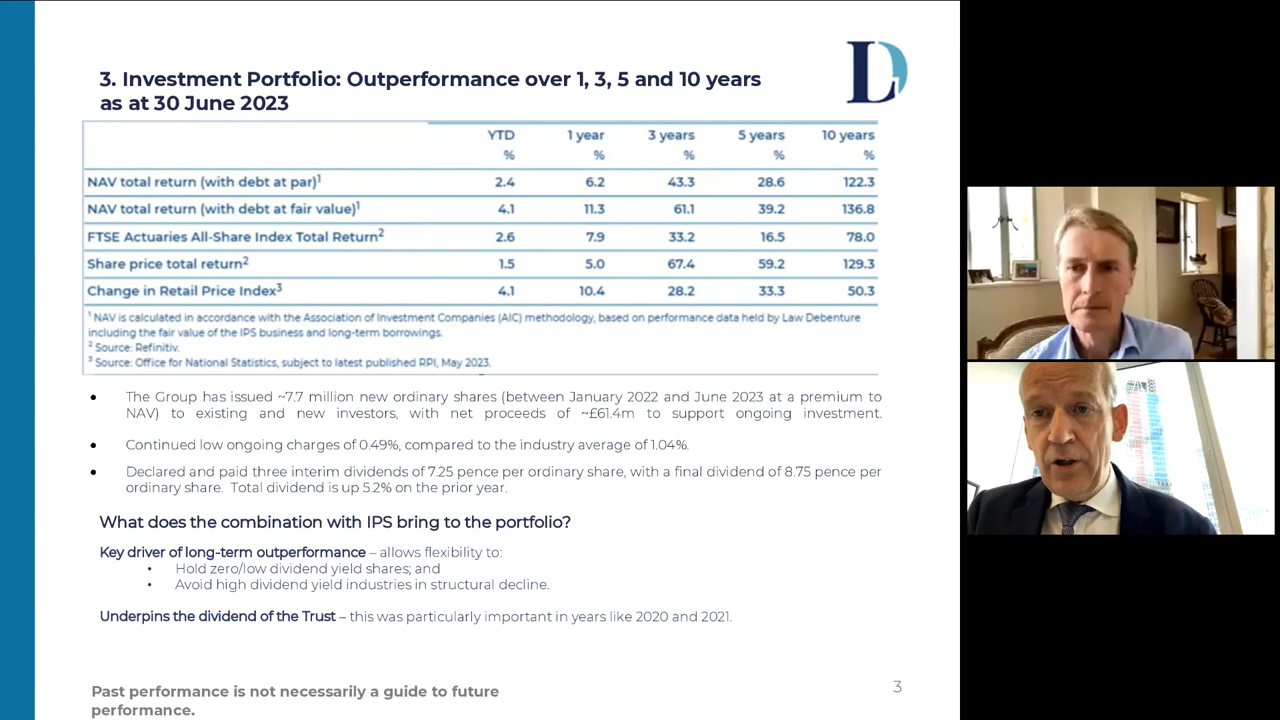 3. Investment Portfolio: Outperformance over 1, 3, 5 and 10 years
as at 30 June 2023
LD
YTD 1 year 3 years 5 years 10 years
% % % % %
NAV total return (with debt at par)¹ 2.4 6.2 43.3 28.6 122.3
NAV total return (with debt at fair value)¹ 4.1 11.3 61.1 39.2 136.8
FTSE Actuaries All-Share Index Total Return² 2.6 7.9 33.2 16.5 78.0
Share price total return² 1.5 5.0 67.4 59.2 129.3
Change in Retail Price Index³ 4.1 10.4 28.2 33.3 50.3
¹ NAV is calculated in accordance with the Association of Investment Companies (AIC) methodology, based on performance data held by Law Debenture
including the fair value of the IPS business and long-term borrowings.
² Source: Refinitiv.
³ Source: Office for National Statistics, subject to latest published RPI, May 2023.
• The Group has issued ~7.7 million new ordinary shares (between January 2022 and June 2023 at a premium to
NAV) to existing and new investors, with net proceeds of ~£61.4m to support ongoing investment.
• Continued low ongoing charges of 0.49%, compared to the industry average of 1.04%.
• Declared and paid three interim dividends of 7.25 pence per ordinary share, with a final dividend of 8.75 pence per
ordinary share. Total dividend is up 5.2% on the prior year.
What does the combination with IPS bring to the portfolio?
Key driver of long-term outperformance – allows flexibility to:
• Hold zero/low dividend yield shares; and
• Avoid high dividend yield industries in structural decline.
Underpins the dividend of the Trust – this was particularly important in years like 2020 and 2021.
Past performance is not necessarily a guide to future
performance.
3